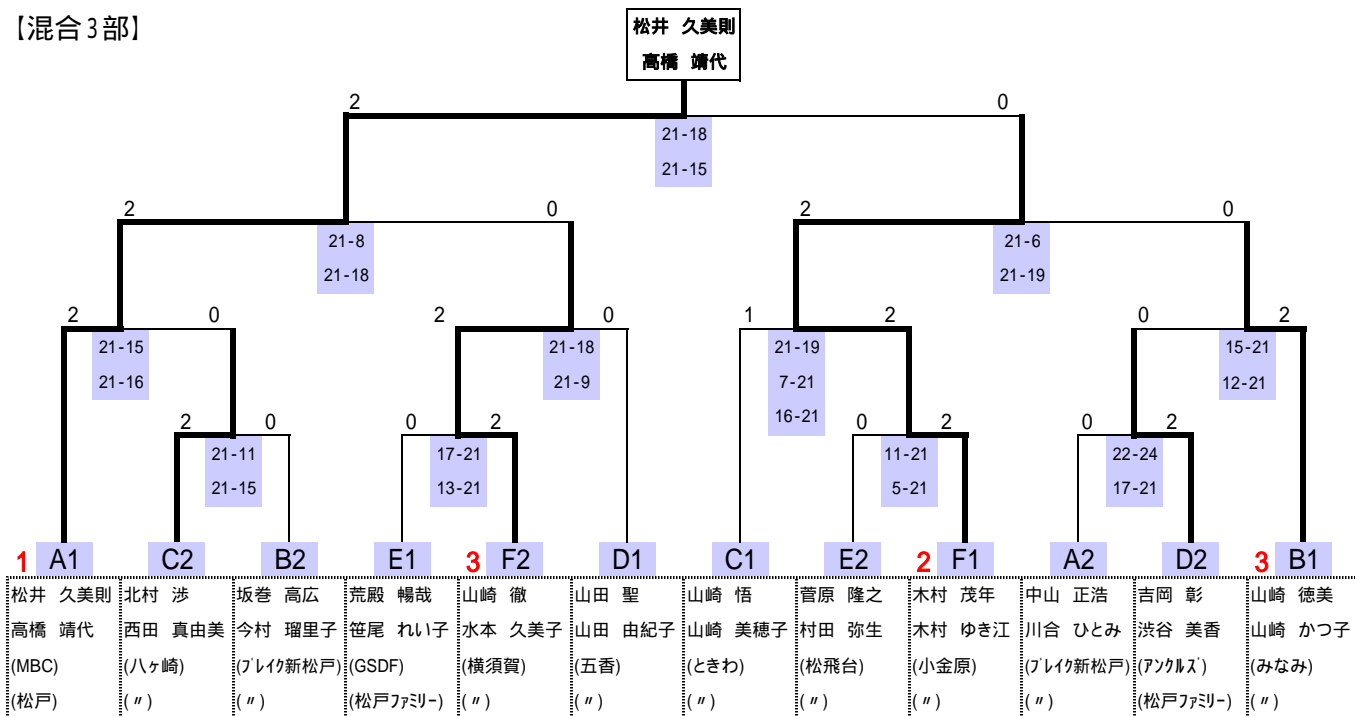 【混合3部】
松井 久美則
高橋 靖代
2 0
21-18
21-15
2 0 2 0
21-8 21-6
21-18 21-19
2 0 2 0 1 2 0 2
21-15 21-18 21-19 15-21
21-16 21-9 7-21 12-21
16-21
2 0 0 2 0 2 0 2
21-11 17-21 11-21 22-24
21-15 13-21 5-21 17-21
1 A1 C2 B2 E1 3 F2 D1 C1 E2 2 F1 A2 D2 3 B1
松井 久美則 北村 渉 坂巻 高広 荒殿 暢哉 山崎 徹 山田 聖 山崎 悟 菅原 隆之 木村 茂年 中山 正浩 吉岡 彰 山崎 徳美
高橋 靖代 西田 真由美 今村 瑠里子 笹尾 れい子 水本 久美子 山田 由紀子 山崎 美穂子 村田 弥生 木村 ゆき江 川合 ひとみ 渋谷 美香 山崎 かつ子
(MBC) (八ヶ崎) (ブレイク新松戸) (GSDF) (横須賀) (五香) (ときわ) (松飛台) (小金原) (ブレイク新松戸) (アンクルズ) (みなみ)
(松戸) (〃) (〃) (松戸ファミリー) (〃) (〃) (〃) (〃) (〃) (〃) (松戸ファミリー) (〃)